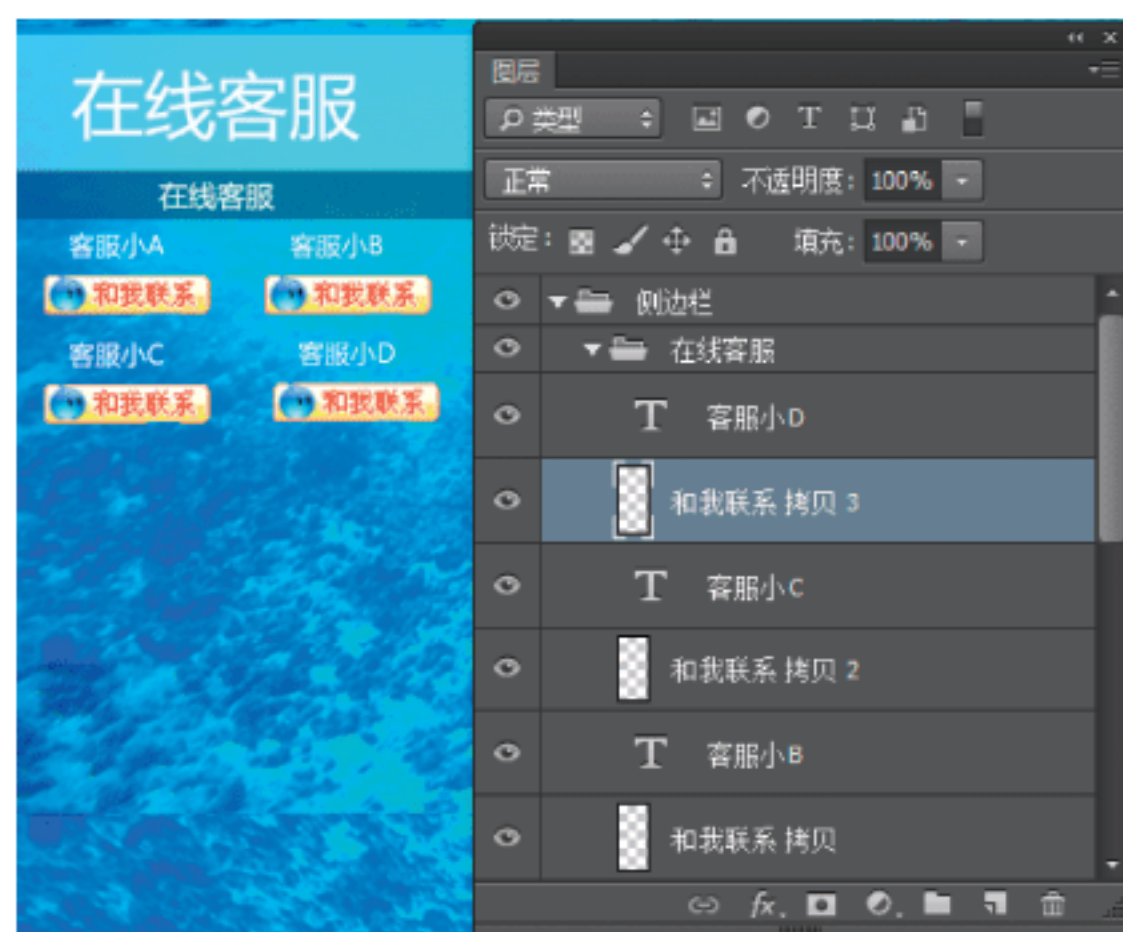 在线客服
在线客服
客服小A 客服小B
和我联系 和我联系
客服小C 客服小D
和我联系 和我联系
图层
类型
正常 不透明度: 100%
锁定: 填充: 100%
侧边栏
在线客服
T 客服小D
和我联系 拷贝 3
T 客服小C
和我联系 拷贝 2
T 客服小B
和我联系 拷贝
fx.